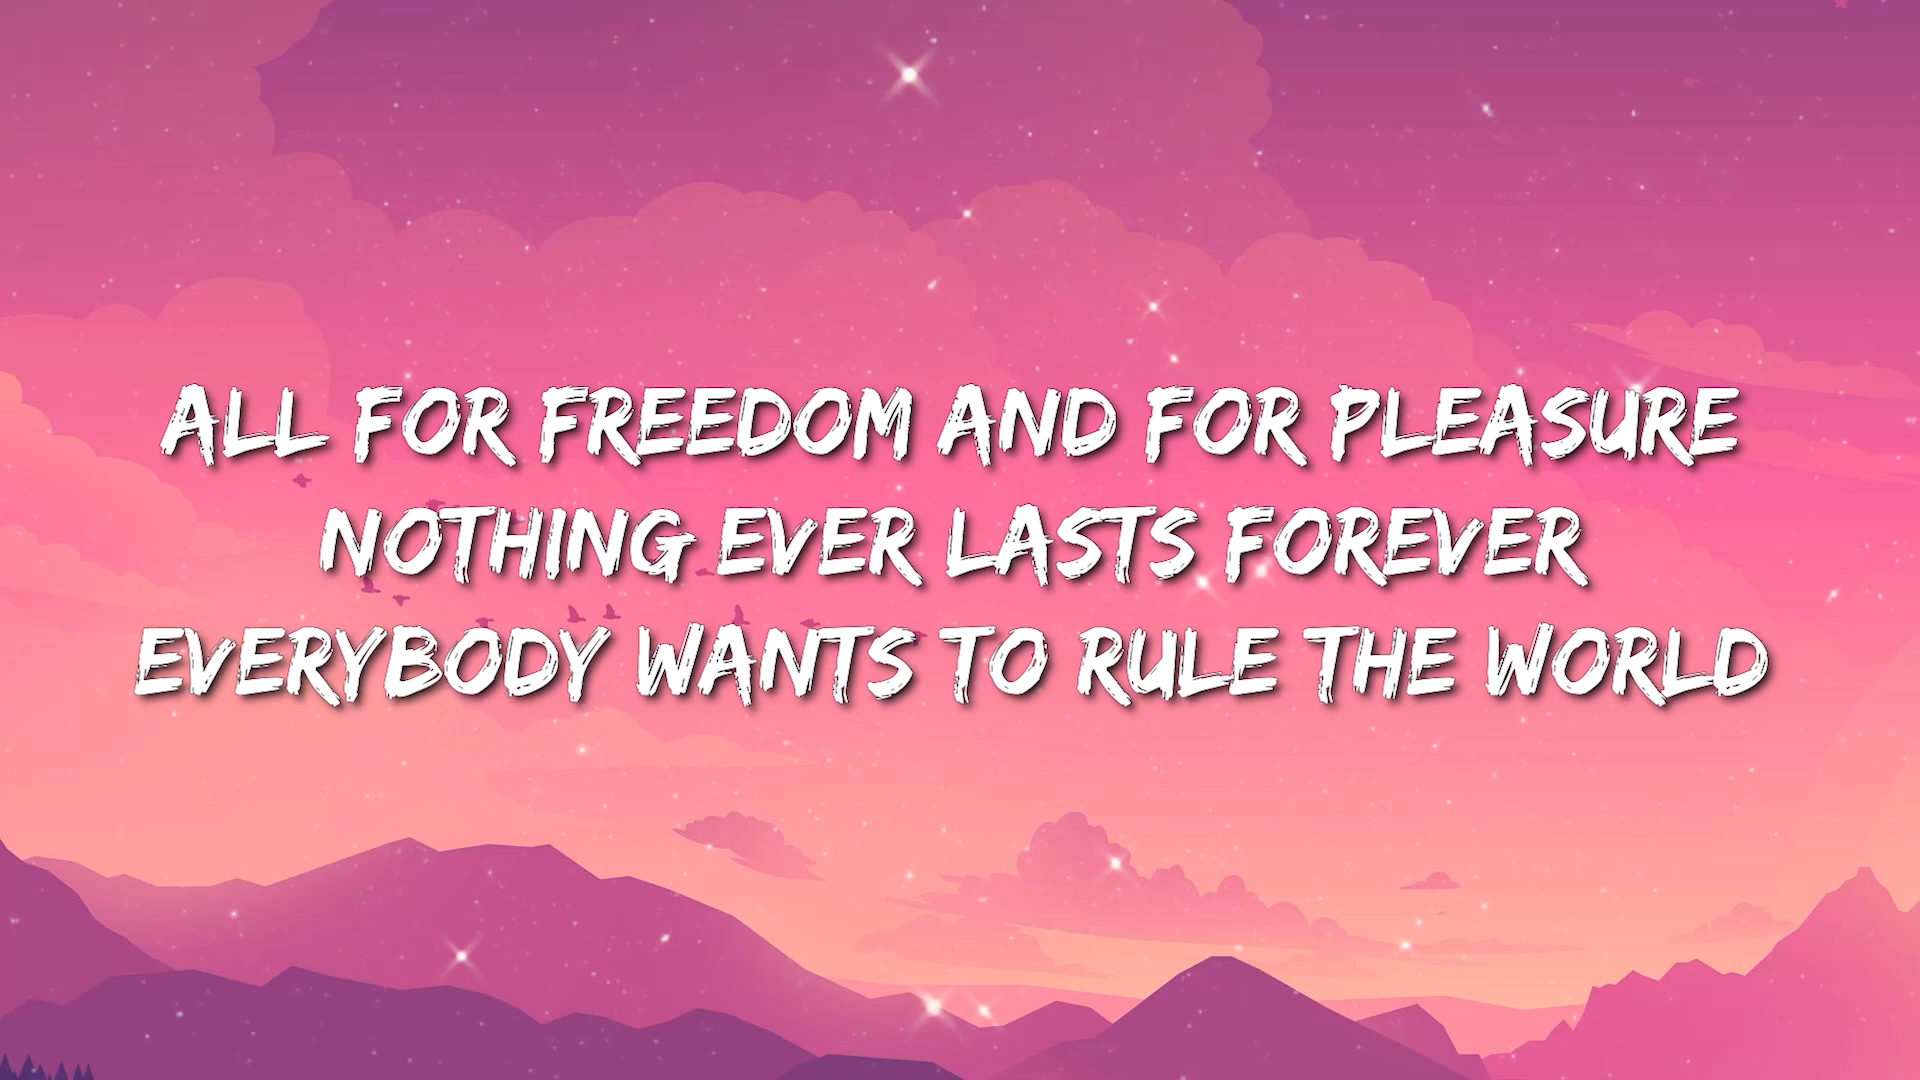 ALL FOR FREEDOM AND FOR PLEASURE
NOTHING EVER LASTS FOREVER
EVERYBODY WANTS TO RULE THE WORLD